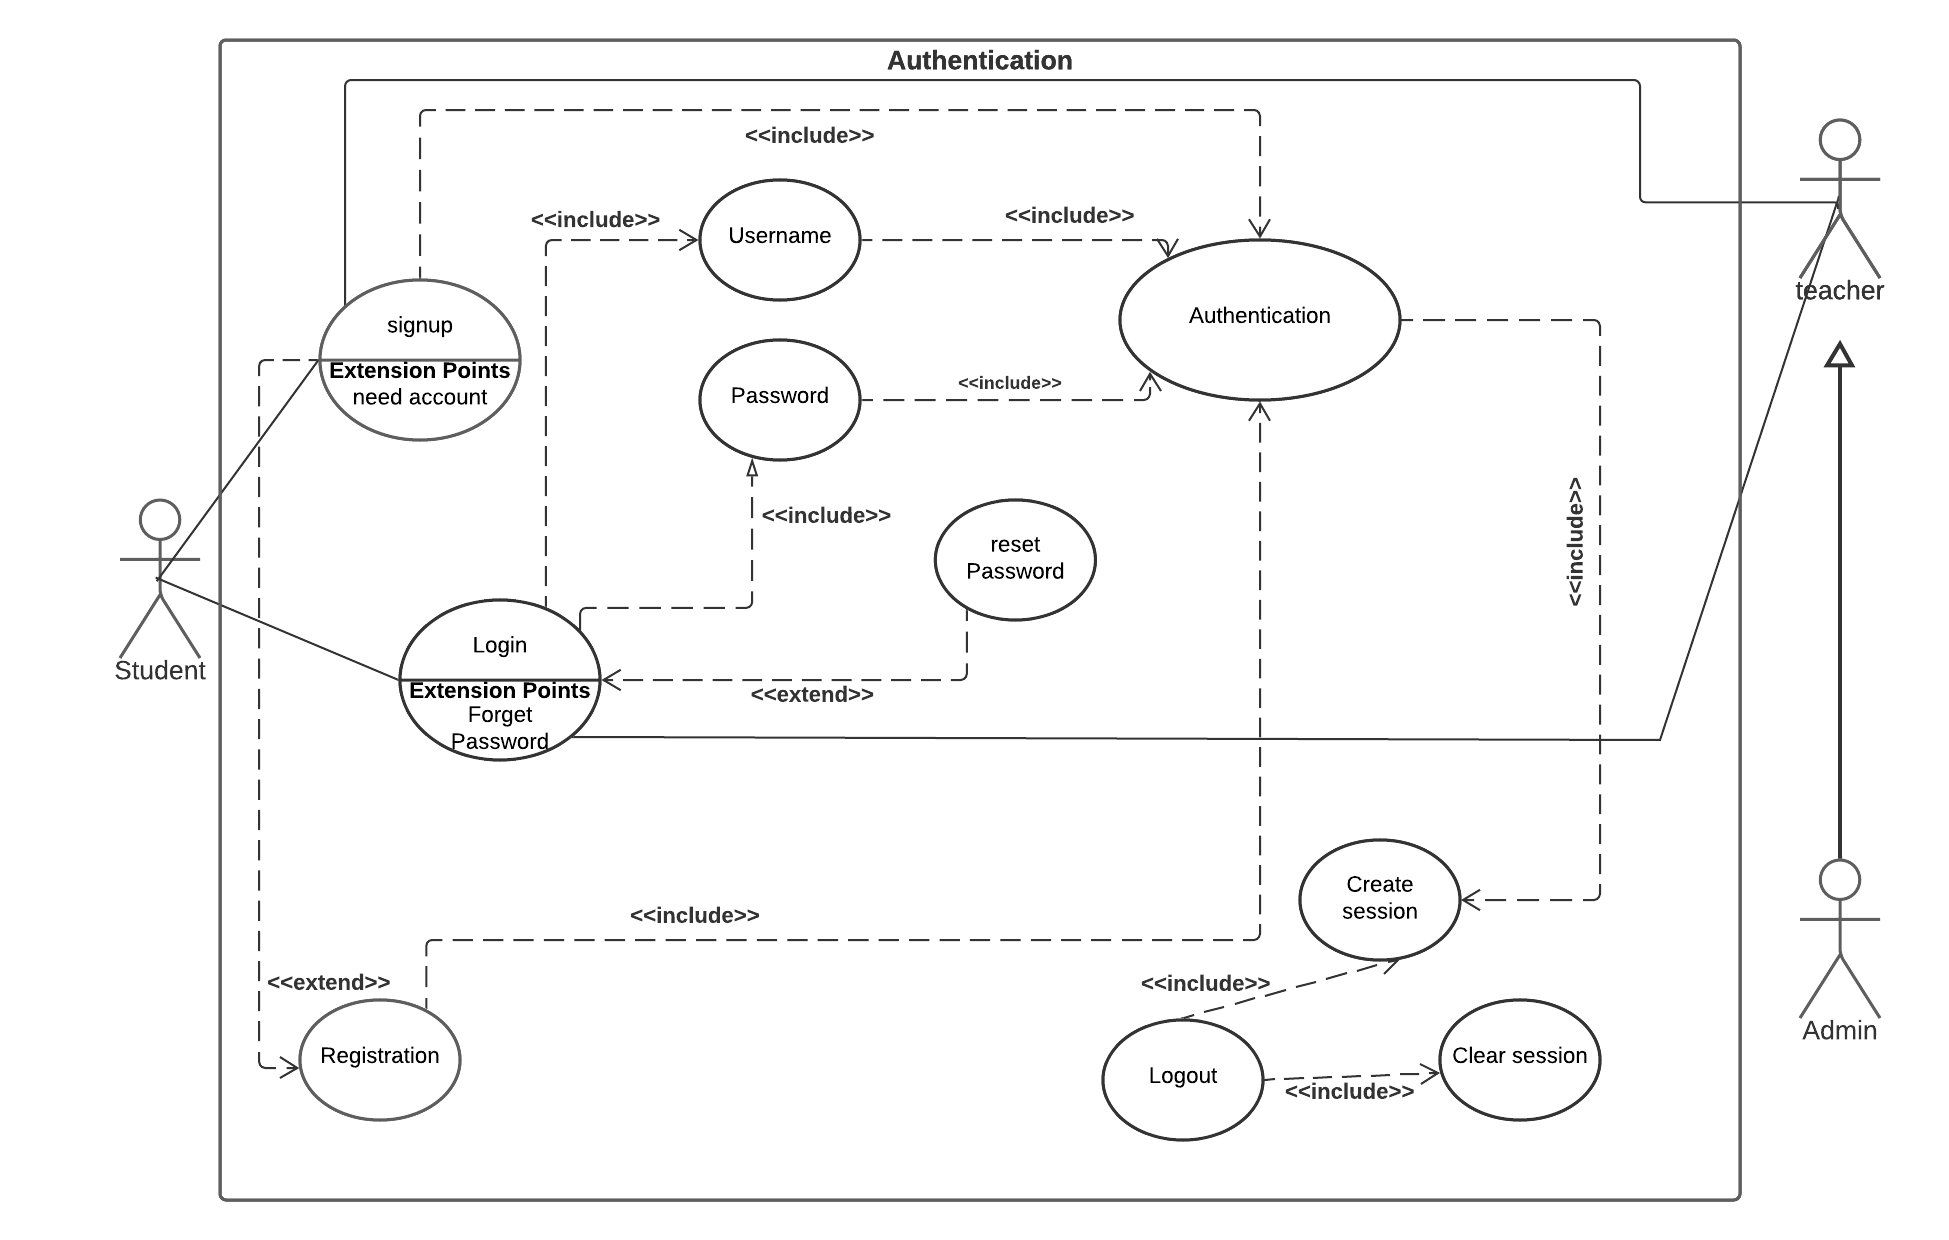 Authentication
<<include>>
<<include>>
Username
<<include>>
signup
Extension Points
need account
Authentication
teacher
Password
<<include>>
<<include>>
<<include>>
reset
Password
Student
Login
Extension Points
Forget
Password
<<extend>>
Create
session
<<include>>
<<extend>>
<<include>>
Registration
Logout
<<include>>
Clear session
Admin